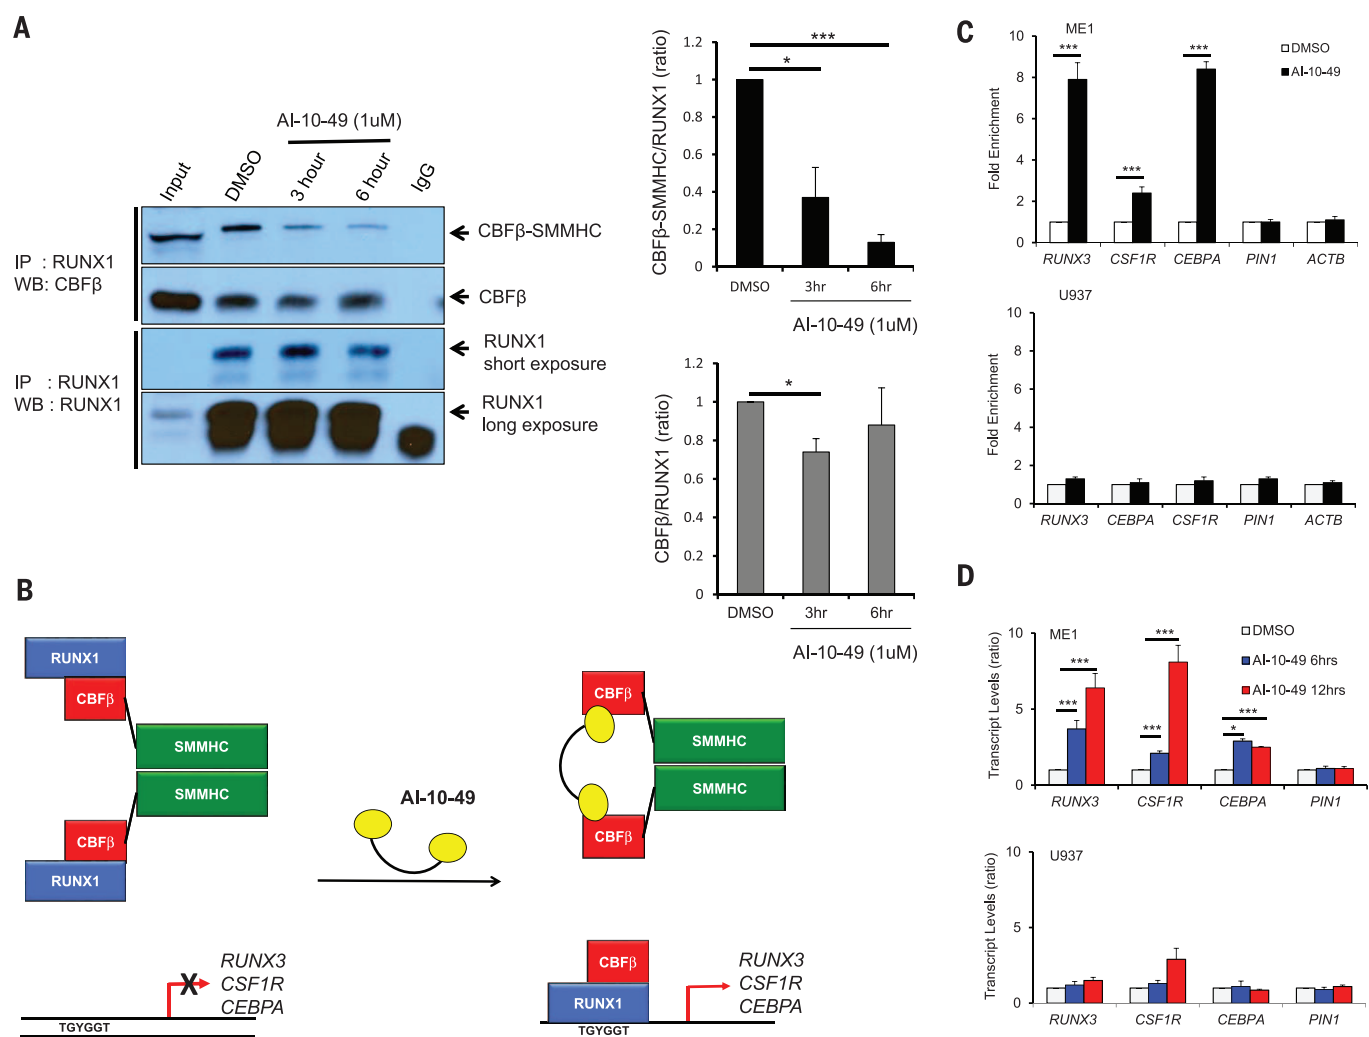 A
AI-10-49 (1uM)
Input
DMSO
3 hour
6 hour
IgG
IP : RUNX1
WB: CBFβ
CBFβ-SMMHC
CBFβ
IP : RUNX1
WB: RUNX1
RUNX1
short exposure
RUNX1
long exposure
CBFβ-SMMHC/RUNX1 (ratio)
1.2
1
0.8
0.6
0.4
0.2
0
***
*
DMSO
3hr
6hr
AI-10-49 (1uM)
CBFβ/RUNX1 (ratio)
1.2
1
0.8
0.6
0.4
0.2
0
*
DMSO
3hr
6hr
AI-10-49 (1uM)
B
RUNX1
CBFβ
SMMHC
SMMHC
CBFβ
RUNX1
X
RUNX3
CSF1R
CEBPA
TGYGGT
AI-10-49
CBFβ
SMMHC
SMMHC
CBFβ
CBFβ
RUNX1
RUNX3
CSF1R
CEBPA
TGYGGT
C
ME1
DMSO
AI-10-49
Fold Enrichment
10
8
6
4
2
0
***
***
***
RUNX3
CSF1R
CEBPA
PIN1
ACTB
U937
Fold Enrichment
10
8
6
4
2
0
RUNX3
CEBPA
CSF1R
PIN1
ACTB
D
ME1
DMSO
AI-10-49 6hrs
AI-10-49 12hrs
Transcript Levels (ratio)
10
5
0
***
***
***
***
***
*
RUNX3
CSF1R
CEBPA
PIN1
U937
Transcript Levels (ratio)
10
5
0
RUNX3
CSF1R
CEBPA
PIN1